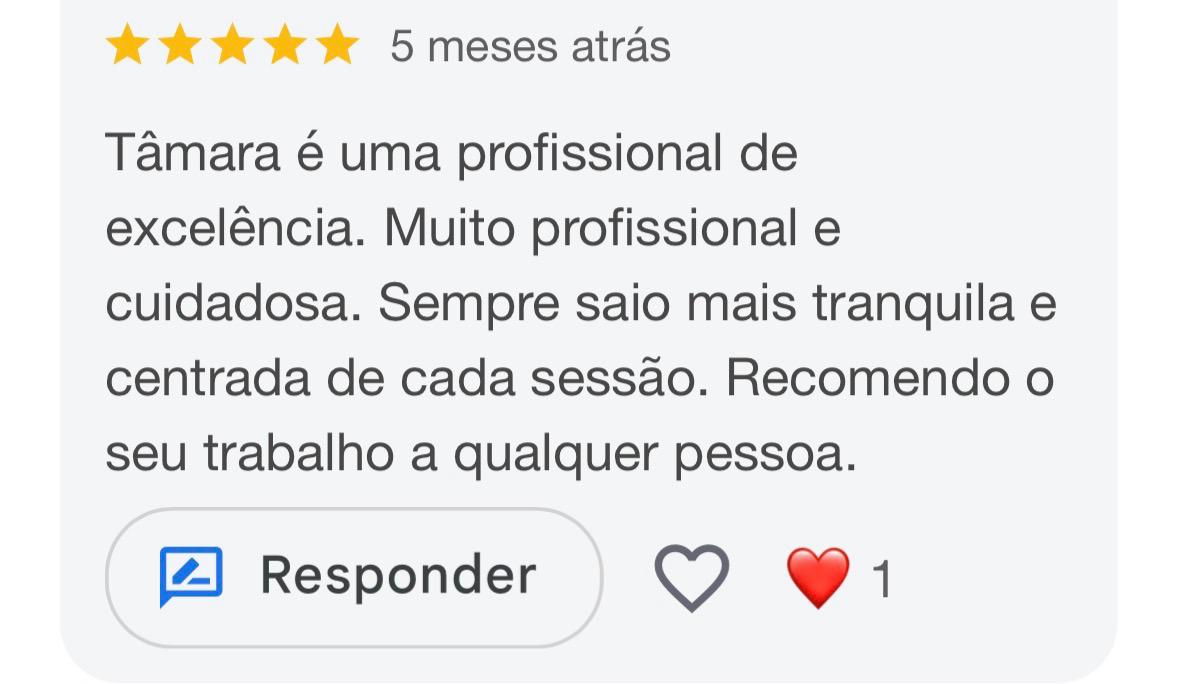 5 meses atrás
Tâmara é uma profissional de
excelência. Muito profissional e
cuidadosa. Sempre saio mais tranquila e
centrada de cada sessão. Recomendo o
seu trabalho a qualquer pessoa.
Responder 1